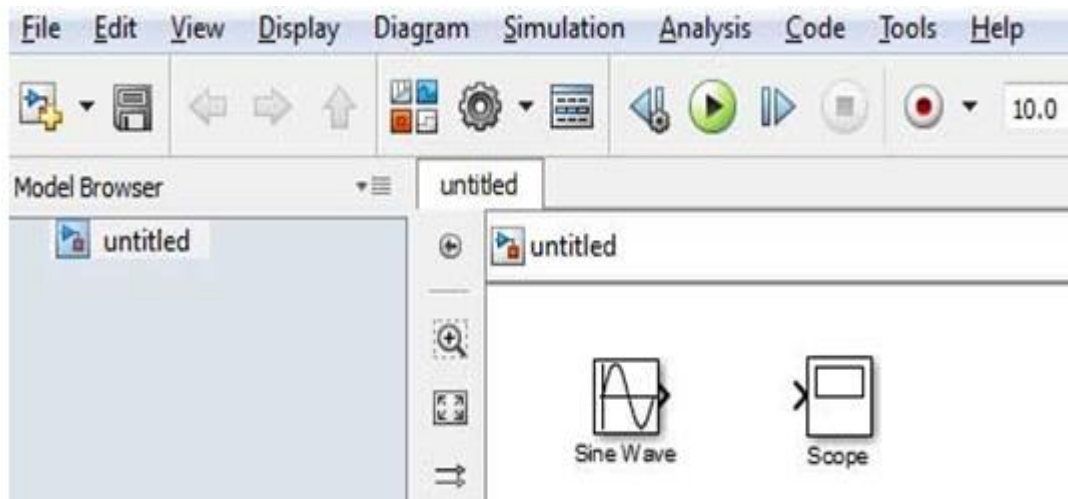 File Edit View Display Diagram Simulation Analysis Code Tools Help
10.0
Model Browser
untitled
untitled
untitled
Sine Wave
Scope